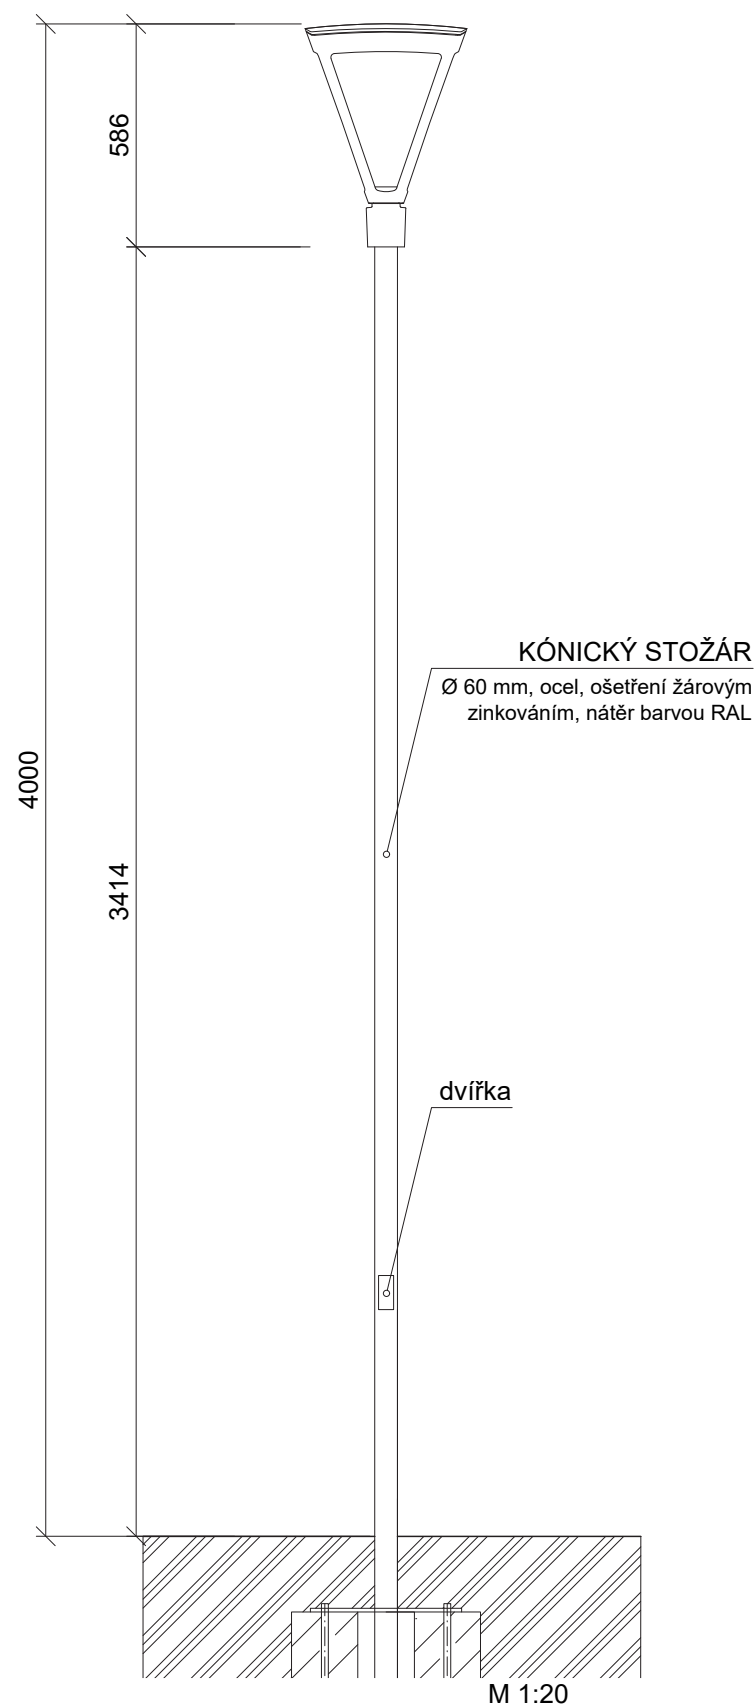 586
KÓNICKÝ STOŽÁR
Ø 60 mm, ocel, ošetření žárovým
zinkováním, nátěr barvou RAL
4000
3414
dvířka
M 1:20